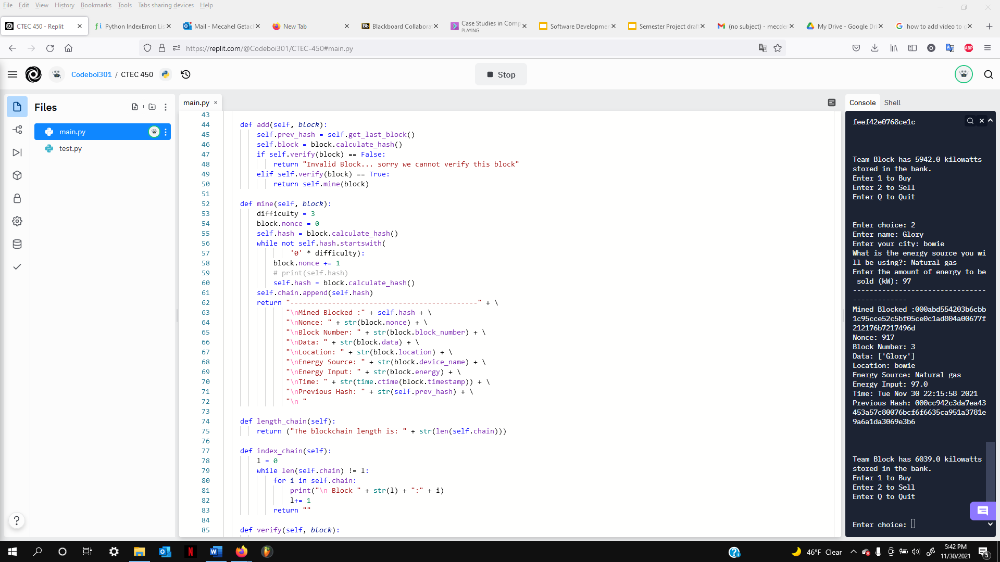 File Edit View History Bookmarks Tools Tabs sharing devices Help
CTEC 450 - Replit
Python IndexError: Lis
Mail - Mecahel Getach
New Tab
Blackboard Collaborat
Case Studies in Comp
PLAYING
Software Developmen
Semester Project draft
(no subject) - mecder
My Drive - Google Dri
how to add video to g
https://replit.com/@Codeboi301/CTEC-450#main.py
ABP
Codeboi301 / CTEC 450
Stop
Files
main.py
test.py
main.py
43
44 def add(self, block):
45 self.prev_hash = self.get_last_block()
46 self.block = block.calculate_hash()
47 if self.verify(block) == False:
48 return "Invalid Block... sorry we cannot verify this block"
49 elif self.verify(block) == True:
50 return self.mine(block)
51
52 def mine(self, block):
53 difficulty = 3
54 block.nonce = 0
55 self.hash = block.calculate_hash()
56 while not self.hash.startswith(
57 '0' * difficulty):
58 block.nonce += 1
59 # print(self.hash)
60 self.hash = block.calculate_hash()
61 self.chain.append(self.hash)
62 return "---------------------------------------------" + \
63 "\nMined Blocked :" + self.hash + \
64 "\nNonce: " + str(block.nonce) + \
65 "\nBlock Number: " + str(block.block_number) + \
66 "\nData: " + str(block.data) + \
67 "\nLocation: " + str(block.location) + \
68 "\nEnergy Source: " + str(block.device_name) + \
69 "\nEnergy Input: " + str(block.energy) + \
70 "\nTime: " + str(time.ctime(block.timestamp)) + \
71 "\nPrevious Hash: " + str(self.prev_hash) + \
72 "\n "
73
74 def length_chain(self):
75 return ("The blockchain length is: " + str(len(self.chain)))
76
77 def index_chain(self):
78 l = 0
79 while len(self.chain) != l:
80 for i in self.chain:
81 print("\n Block " + str(l) + ":" + i)
82 l+= 1
83 return ""
84
85 def verify(self, block):
Console Shell
feef42e0768ce1c
Team Block has 5942.0 kilowatts
stored in the bank.
Enter 1 to Buy
Enter 2 to Sell
Enter Q to Quit
Enter choice: 2
Enter name: Glory
Enter your city: bowie
What is the energy source you wi
ll be using?: Natural gas
Enter the amount of energy to be
sold (kW): 97
--------------------------------
-------------
Mined Blocked :000abd554203b6cbb
1c95cce52c5bf05ce0c1ad804a00677f
212176b7217496d
Nonce: 917
Block Number: 3
Data: ['Glory']
Location: bowie
Energy Source: Natural gas
Energy Input: 97.0
Time: Tue Nov 30 22:15:58 2021
Previous Hash: 000cc942c3da7ea43
453a57c80076bcf6f6635ca951a3781e
9a6a1da3069e3b6
Team Block has 6039.0 kilowatts
stored in the bank.
Enter 1 to Buy
Enter 2 to Sell
Enter Q to Quit
Enter choice:
46°F Clear
5:42 PM
11/30/2021
5